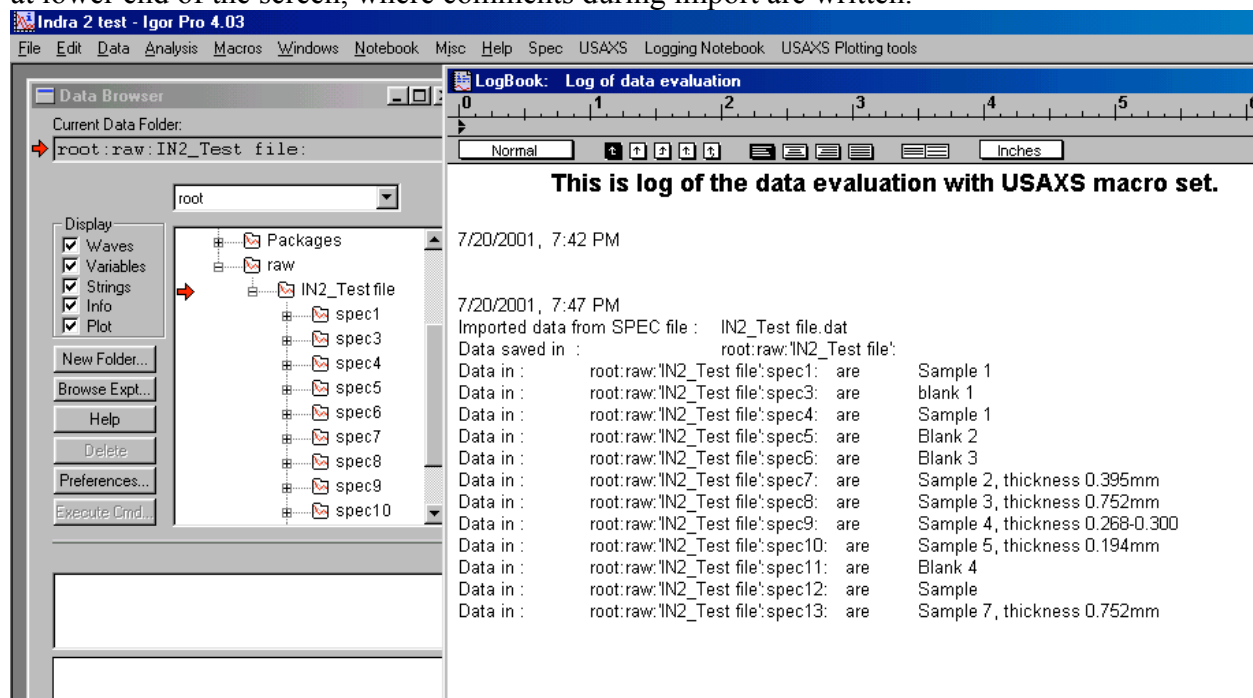 at lower end of the screen, where comments during import are written.
Indra 2 test - Igor Pro 4.03
File Edit Data Analysis Macros Windows Notebook Misc Help Spec USAXS Logging Notebook USAXS Plotting tools
Data Browser
Current Data Folder:
root:raw:IN2_Test file:
root
Display
Waves
Variables
Strings
Info
Plot
New Folder...
Browse Expt...
Help
Delete
Preferences...
Execute Cmd...
Packages
raw
IN2_Test file
spec1
spec3
spec4
spec5
spec6
spec7
spec8
spec9
spec10
LogBook: Log of data evaluation
0 1 2 3 4 5
Normal Inches
This is log of the data evaluation with USAXS macro set.
7/20/2001, 7:42 PM
7/20/2001, 7:47 PM
Imported data from SPEC file : IN2_Test file.dat
Data saved in : root:raw:'IN2_Test file':
Data in : root:raw:'IN2_Test file':spec1: are Sample 1
Data in : root:raw:'IN2_Test file':spec3: are blank 1
Data in : root:raw:'IN2_Test file':spec4: are Sample 1
Data in : root:raw:'IN2_Test file':spec5: are Blank 2
Data in : root:raw:'IN2_Test file':spec6: are Blank 3
Data in : root:raw:'IN2_Test file':spec7: are Sample 2, thickness 0.395mm
Data in : root:raw:'IN2_Test file':spec8: are Sample 3, thickness 0.752mm
Data in : root:raw:'IN2_Test file':spec9: are Sample 4, thickness 0.268-0.300
Data in : root:raw:'IN2_Test file':spec10: are Sample 5, thickness 0.194mm
Data in : root:raw:'IN2_Test file':spec11: are Blank 4
Data in : root:raw:'IN2_Test file':spec12: are Sample
Data in : root:raw:'IN2_Test file':spec13: are Sample 7, thickness 0.752mm